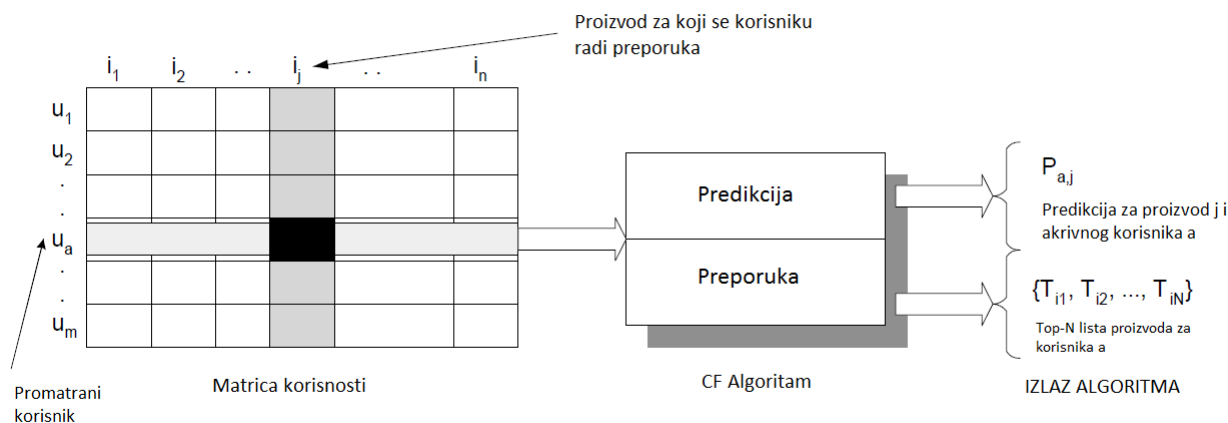 Proizvod za koji se korisniku
radi preporuka
i1 i2 . . ij . . in
u1
u2
.
.
ua
.
.
um
Promatrani
korisnik
Matrica korisnosti
Predikcija
Preporuka
CF Algoritam
Pa,j
Predikcija za proizvod j i
akrivnog korisnika a
{Ti1, Ti2, ..., TiN}
Top-N lista proizvoda za
korisnika a
IZLAZ ALGORITMA